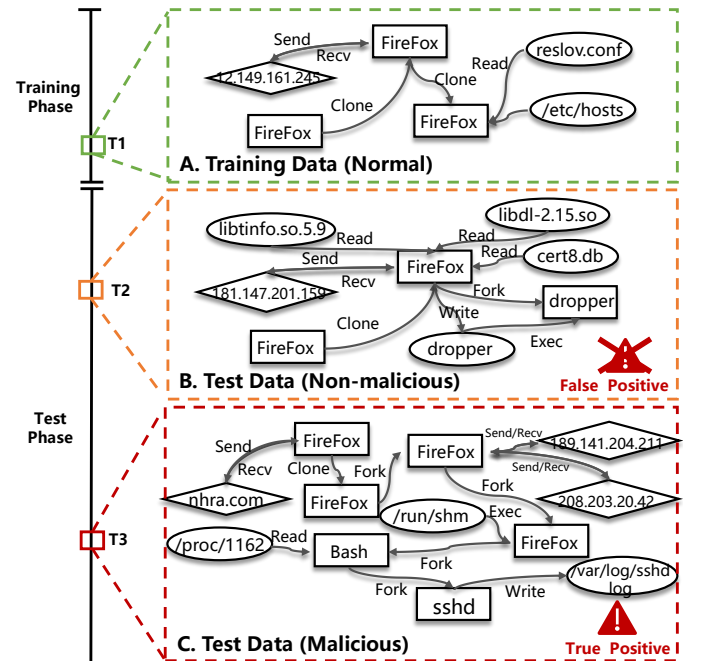 Training
Phase
T1
Send
Recv
FireFox
12.149.161.245
Clone
Clone
Read
reslov.conf
FireFox
FireFox
/etc/hosts
A. Training Data (Normal)
T2
libtinfo.so.5.9
libdl-2.15.so
Read
Read
Send
FireFox
Read
cert8.db
181.147.201.159
Recv
Fork
dropper
Write
Clone
FireFox
dropper
Exec
B. Test Data (Non-malicious)
False Positive
Test
Phase
T3
Send
FireFox
FireFox
Send/Recv
189.141.204.211
Recv
Clone
Fork
Send/Recv
nhra.com
FireFox
Fork
208.203.20.42
/run/shm
Exec
/proc/1162
Read
Bash
FireFox
Fork
Fork
sshd
Write
/var/log/sshd
log
C. Test Data (Malicious)
True Positive